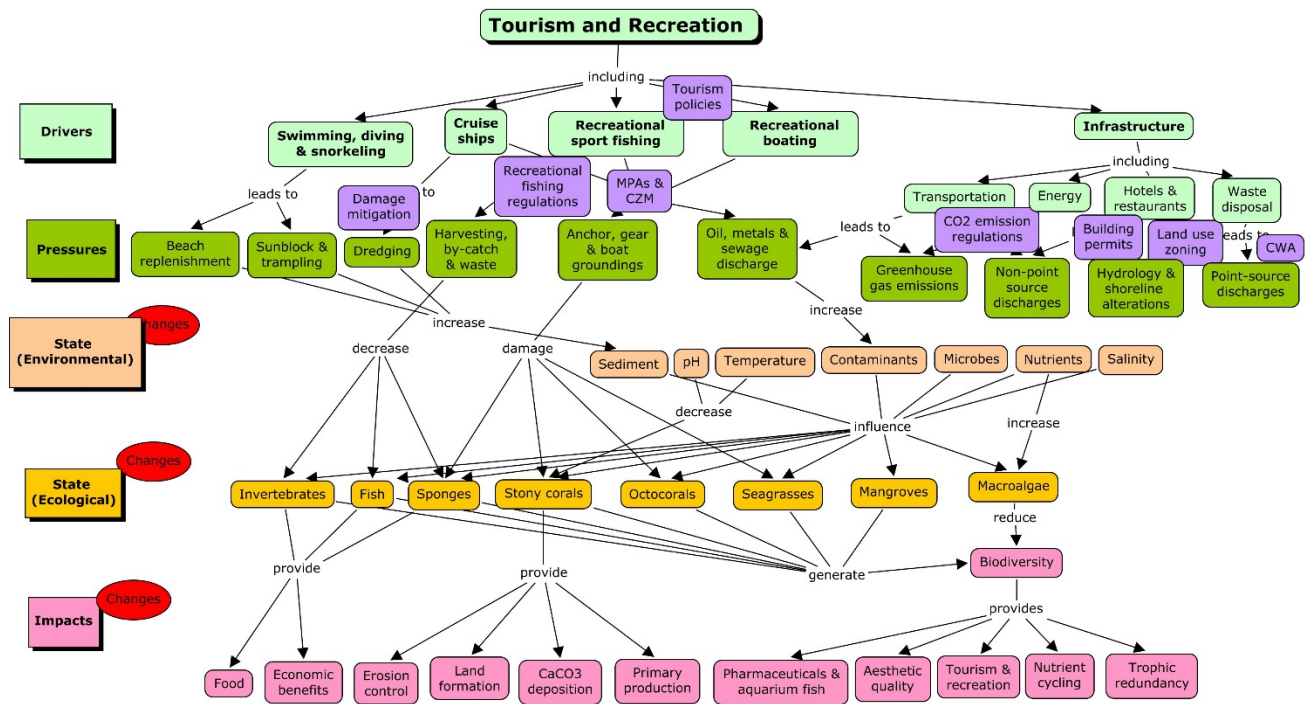 Tourism and Recreation
including
Tourism
policies
Drivers
Swimming, diving
& snorkeling
Cruise
ships
Recreational
sport fishing
Recreational
boating
Infrastructure
including
leads to
Damage
mitigation
to
Recreational
fishing
regulations
MPAs &
CZM
Transportation
Energy
Hotels &
restaurants
Waste
disposal
Pressures
Beach
replenishment
Sunblock &
trampling
Dredging
Harvesting,
by-catch
& waste
Anchor, gear
& boat
groundings
Oil, metals &
sewage
discharge
leads to
CO2 emission
regulations
Building
permits
Land use
zoning
leads to
CWA
Greenhouse
gas emissions
Non-point
source
discharges
Hydrology &
shoreline
alterations
Point-source
discharges
State
(Environmental)
Changes
increase
increase
decrease
damage
Sediment
pH
Temperature
Contaminants
Microbes
Nutrients
Salinity
decrease
influence
increase
State
(Ecological)
Changes
Invertebrates
Fish
Sponges
Stony corals
Octocorals
Seagrasses
Mangroves
Macroalgae
reduce
provide
provide
generate
Biodiversity
Impacts
Changes
provides
Food
Economic
benefits
Erosion
control
Land
formation
CaCO3
deposition
Primary
production
Pharmaceuticals &
aquarium fish
Aesthetic
quality
Tourism &
recreation
Nutrient
cycling
Trophic
redundancy